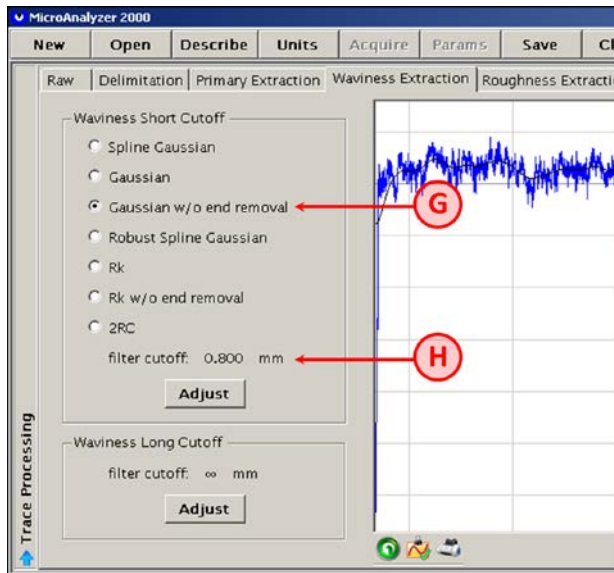 MicroAnalyzer 2000
New Open Describe Units Acquire Params Save
Raw Delimitation Primary Extraction Waviness Extraction Roughness
Waviness Short Cutoff
Spline Gaussian
Gaussian
Gaussian w/o end removal
G
Robust Spline Gaussian
Rk
Rk w/o end removal
2RC
filter cutoff: 0.800 mm
H
Adjust
Waviness Long Cutoff
filter cutoff: ∞ mm
Adjust
Trace Processing